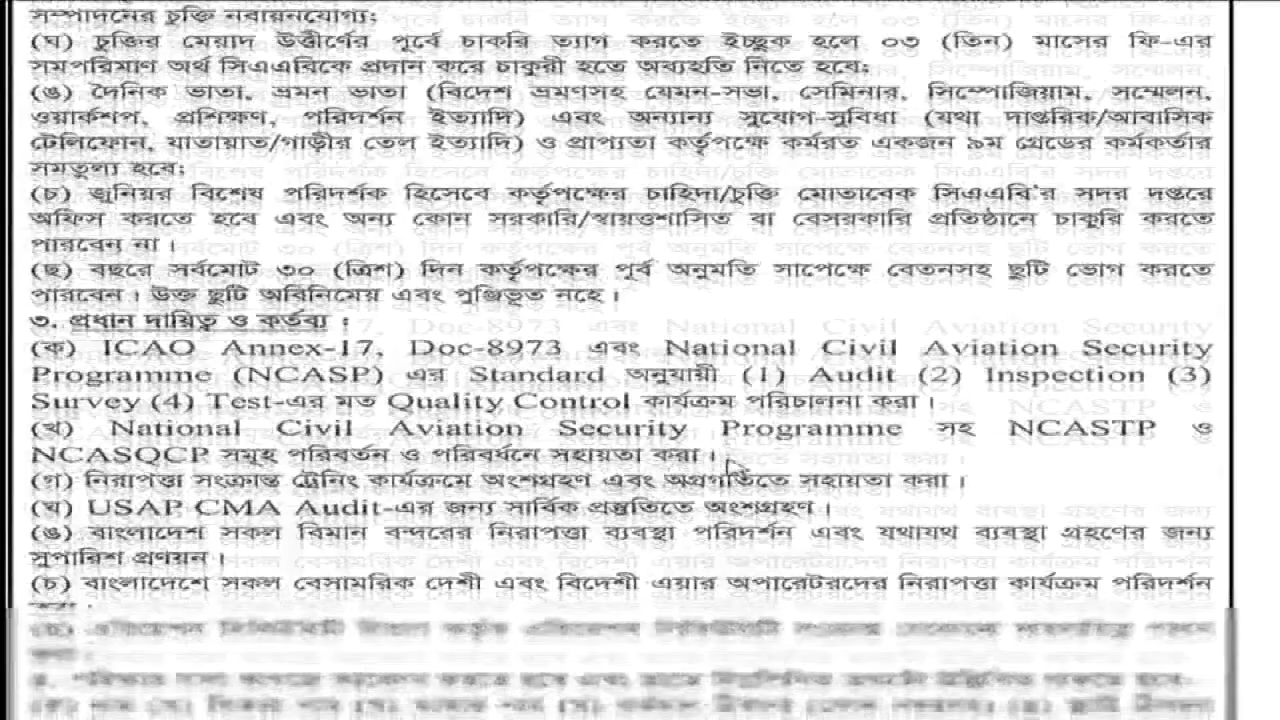 সম্পাদনের চুক্তি নবায়নযোগ্য;
(ঘ) চুক্তির মেয়াদ উত্তীর্ণের পূর্বে চাকরি ত্যাগ করতে ইচ্ছুক হলে ০৩ (তিন) মাসের ফি-এর
সমপরিমাণ অর্থ সিএএবিকে প্রদান করে চাকুরী হতে অব্যহতি নিতে হবে;
(ঙ) দৈনিক ভাতা, ভ্রমন ভাতা (বিদেশ ভ্রমণসহ যেমন-সভা, সেমিনার, সিম্পোজিয়াম, সম্মেলন,
ওয়ার্কশপ, প্রশিক্ষণ, পরিদর্শন ইত্যাদি) এবং অন্যান্য সুযোগ-সুবিধা (যথা দাপ্তরিক/আবাসিক
টেলিফোন, যাতায়াত/গাড়ীর তেল ইত্যাদি) ও প্রাপ্যতা কর্তৃপক্ষে কর্মরত একজন ৯ম গ্রেডের কর্মকর্তার
সমতুল্য হবে;
(চ) জুনিয়র বিশেষ পরিদর্শক হিসেবে কর্তৃপক্ষের চাহিদা/চুক্তি মোতাবেক সিএএবি'র সদর দপ্তরে
অফিস করতে হবে এবং অন্য কোন সরকারি/স্বায়ত্তশাসিত বা বেসরকারি প্রতিষ্ঠানে চাকুরি করতে
পারবেন না।
(ছ) বছরে সর্বমোট ৩০ (ত্রিশ) দিন কর্তৃপক্ষের পূর্ব অনুমতি সাপেক্ষে বেতনসহ ছুটি ভোগ করতে
পারবেন। উক্ত ছুটি অবিনিমেয় এবং পুঞ্জিভূত নহে।
৩. প্রধান দায়িত্ব ও কর্তব্য :
(ক) ICAO Annex-17, Doc-8973 এবং National Civil Aviation Security
Programme (NCASP) এর Standard অনুযায়ী (1) Audit (2) Inspection (3)
Survey (4) Test-এর মত Quality Control কার্যক্রম পরিচালনা করা।
(খ) National Civil Aviation Security Programme সহ NCASTP ও
NCASQCP সমূহ পরিবর্তন ও পরিবর্ধনে সহায়তা করা।
(গ) নিরাপত্তা সংক্রান্ত ট্রেনিং কার্যক্রমে অংশগ্রহণ এবং অগ্রগতিতে সহায়তা করা।
(ঘ) USAP CMA Audit-এর জন্য সার্বিক প্রস্তুতিতে অংশগ্রহণ।
(ঙ) বাংলাদেশ সকল বিমান বন্দরের নিরাপত্তা ব্যবস্থা পরিদর্শন এবং যথাযথ ব্যবস্থা গ্রহণের জন্য
সুপারিশ প্রণয়ন।
(চ) বাংলাদেশে সকল বেসামরিক দেশী এবং বিদেশী এয়ার অপারেটরদের নিরাপত্তা কার্যক্রম পরিদর্শন